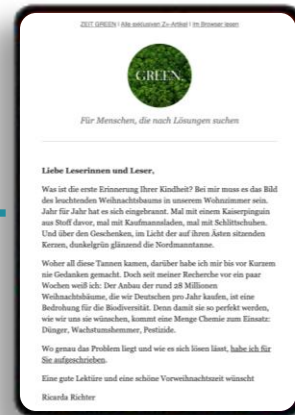 ZEIT GREEN | Alle exklusiven Z+-Artikel | Im Browser lesen
GREEN.
Für Menschen, die nach Lösungen suchen
Liebe Leserinnen und Leser,
Was ist die erste Erinnerung Ihrer Kindheit? Bei mir muss es das Bild
des leuchtenden Weihnachtsbaums in unserem Wohnzimmer sein.
Jahr für Jahr hat es sich eingebrannt. Mal mit einem Kaiserpinguin
aus Stoff davor, mal mit Kaufmannsladen, mal mit Schlittschuhen.
Und über den Geschenken, im Licht der auf ihren Ästen sitzenden
Kerzen, dunkelgrün glänzend die Nordmanntanne.
Woher all diese Tannen kamen, darüber habe ich mir bis vor Kurzem
nie Gedanken gemacht. Doch seit meiner Recherche vor ein paar
Wochen weiß ich: Der Anbau der rund 28 Millionen
Weihnachtsbäume, die wir Deutschen pro Jahr kaufen, ist eine
Bedrohung für die Biodiversität. Denn damit sie so perfekt werden,
wie wir uns sie wünschen, kommt eine Menge Chemie zum Einsatz:
Dünger, Wachstumshemmer, Pestizide.
Wo genau das Problem liegt und wie es sich lösen lässt, habe ich für
Sie aufgeschrieben.
Eine gute Lektüre und eine schöne Vorweihnachtszeit wünscht
Ricarda Richter